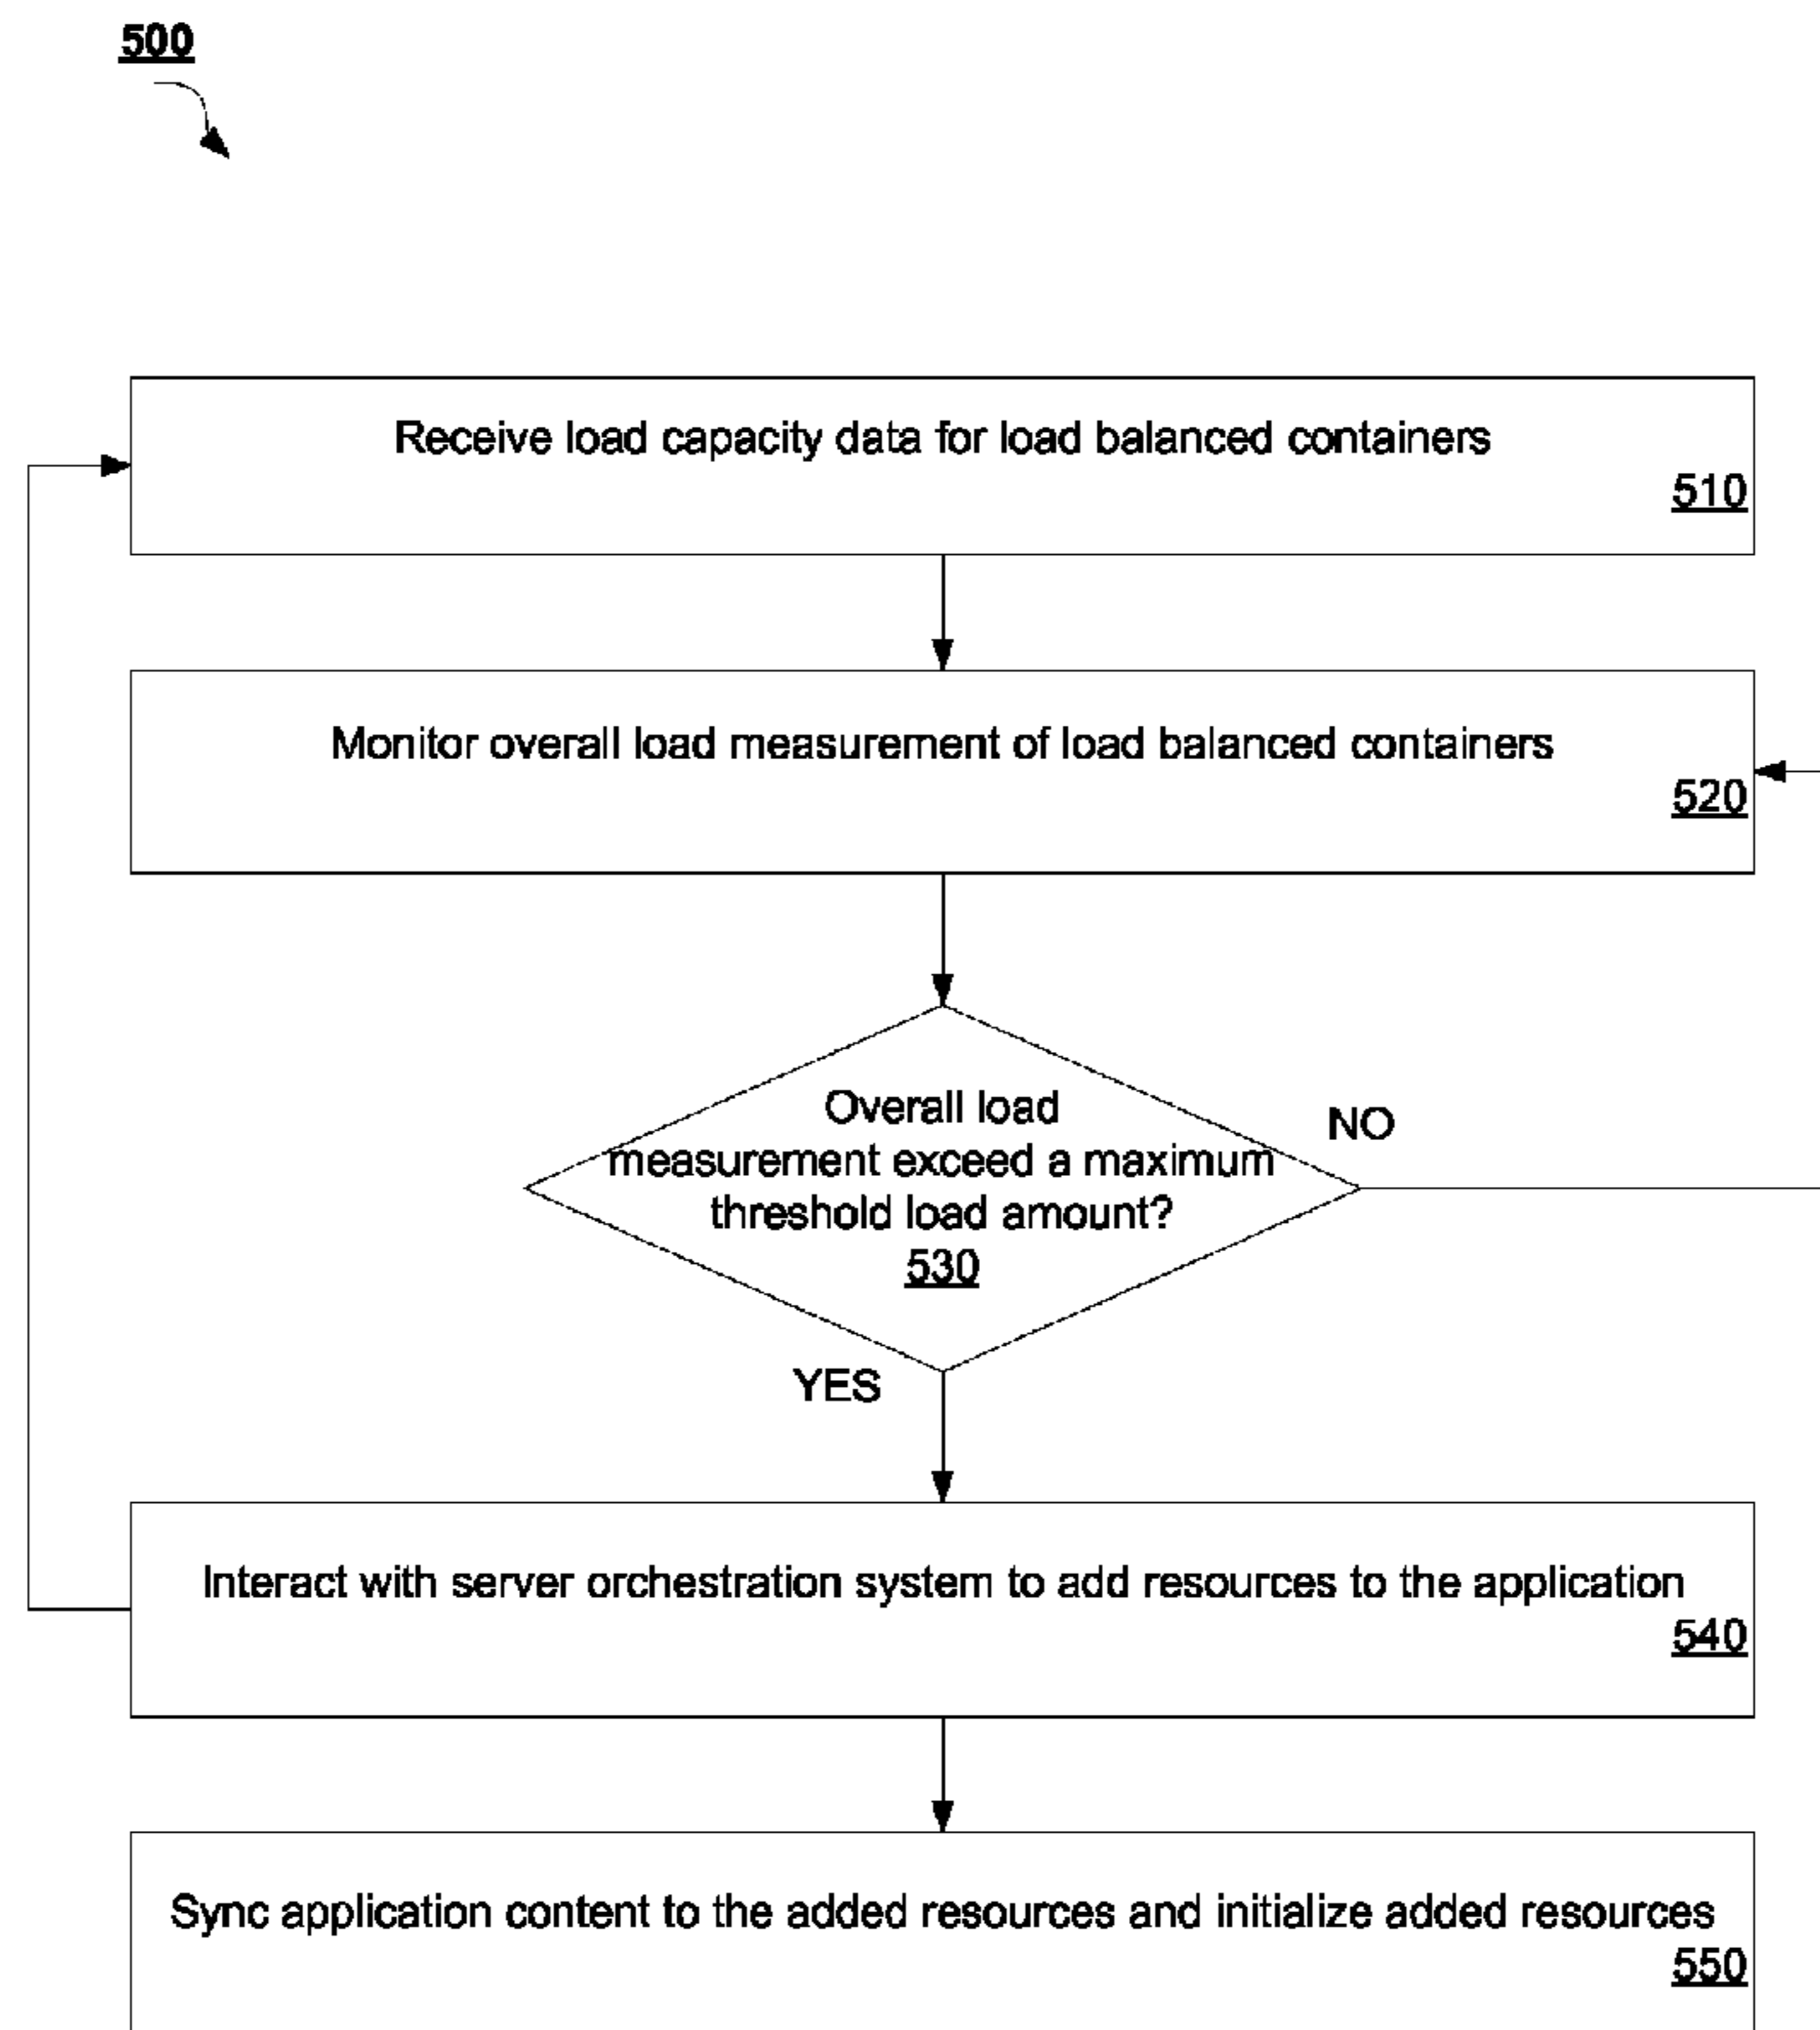 500
Receive load capacity data for load balanced containers
510
Monitor overall load measurement of load balanced containers
520
Overall load
measurement exceed a maximum
threshold load amount?
530
NO
YES
Interact with server orchestration system to add resources to the application
540
Sync application content to the added resources and initialize added resources
550